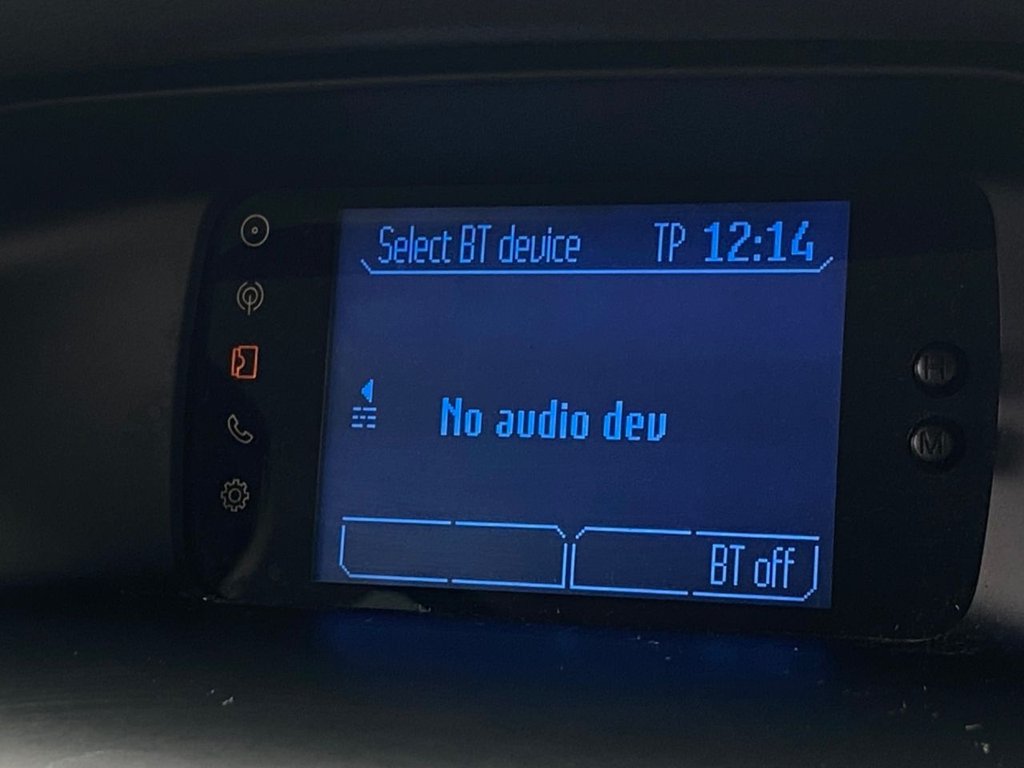 Select BT device TP 12:14
H
No audio dev
M
BT off